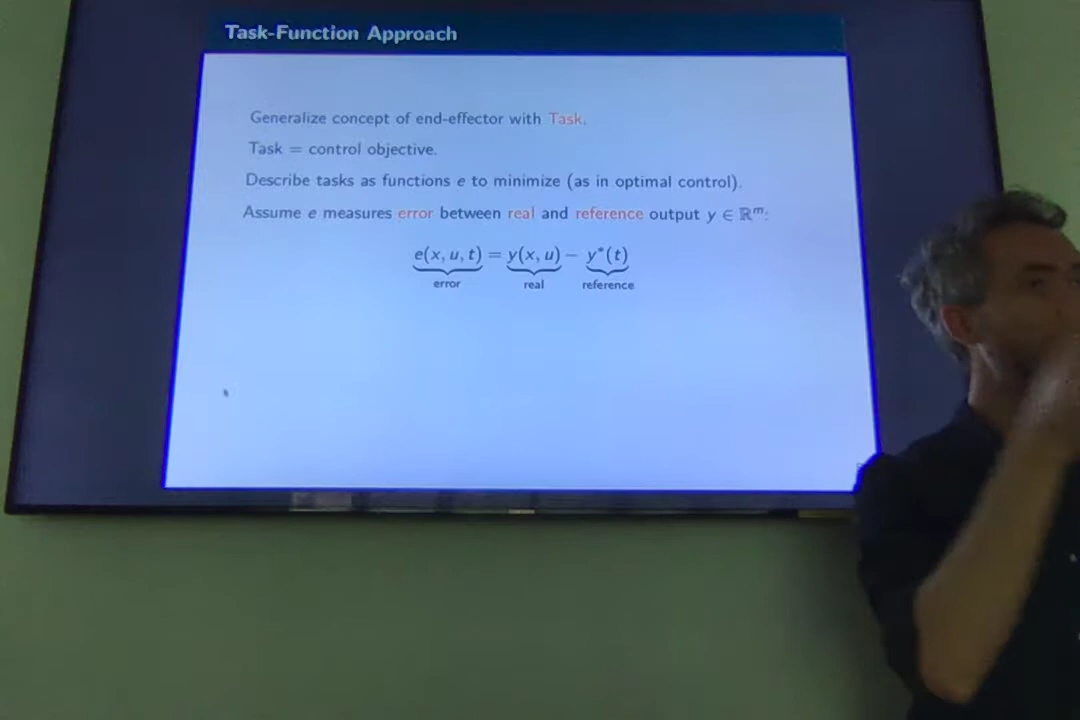 Task-Function Approach
Generalize concept of end-effector with Task.
Task = control objective.
Describe tasks as functions e to minimize (as in optimal control).
Assume e measures error between real and reference output y ∈ ℝᵐ:
e(x, u, t) = y(x, u) − y*(t)
error real reference